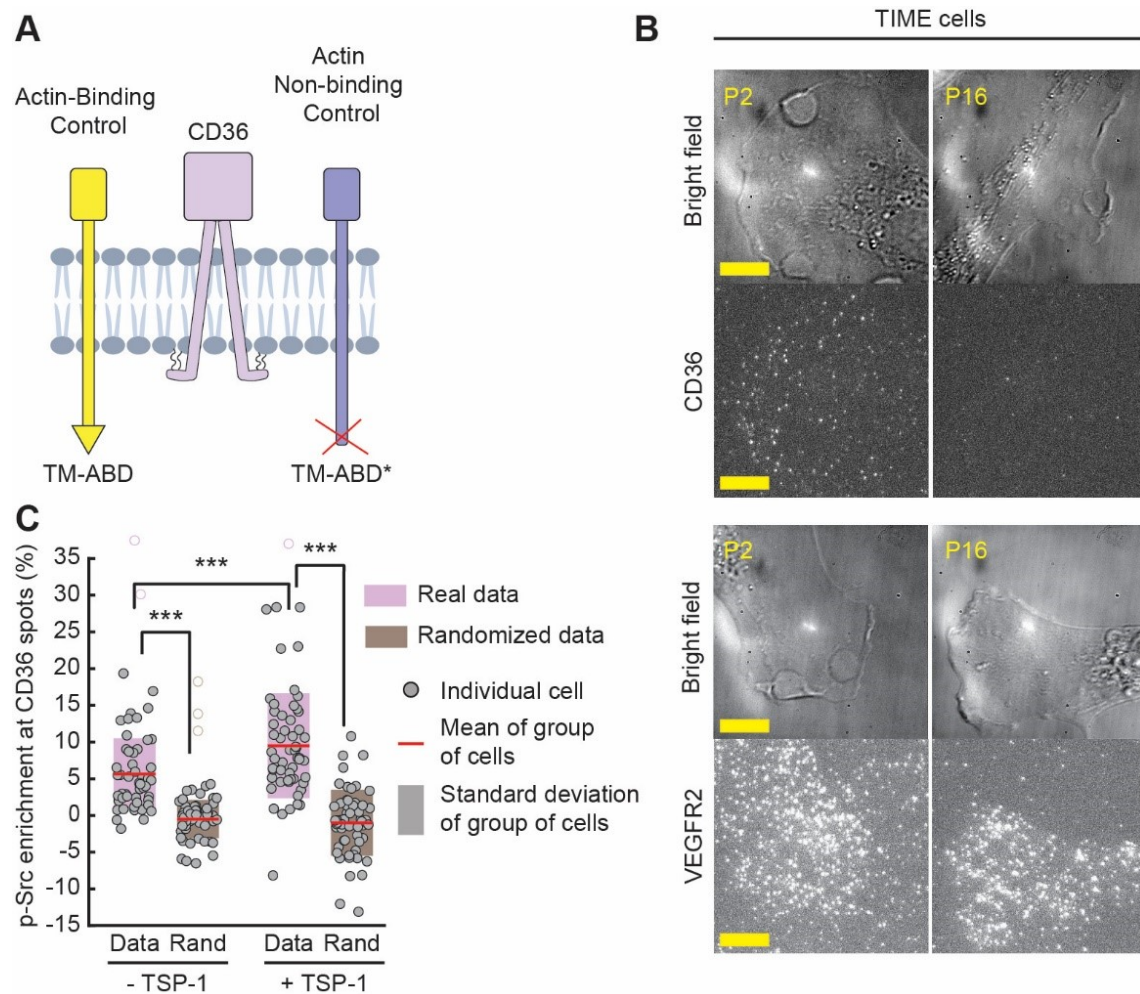 A
Actin-Binding
Control
CD36
Actin
Non-binding
Control
TM-ABD
TM-ABD*
B
TIME cells
Bright field
P2
P16
CD36
Bright field
P2
P16
VEGFR2
C
p-Src enrichment at CD36 spots (%)
35
30
25
20
15
10
5
0
-5
-10
-15
***
***
***
Real data
Randomized data
Individual cell
Mean of group
of cells
Standard deviation
of group of cells
Data Rand
Data Rand
- TSP-1
+ TSP-1